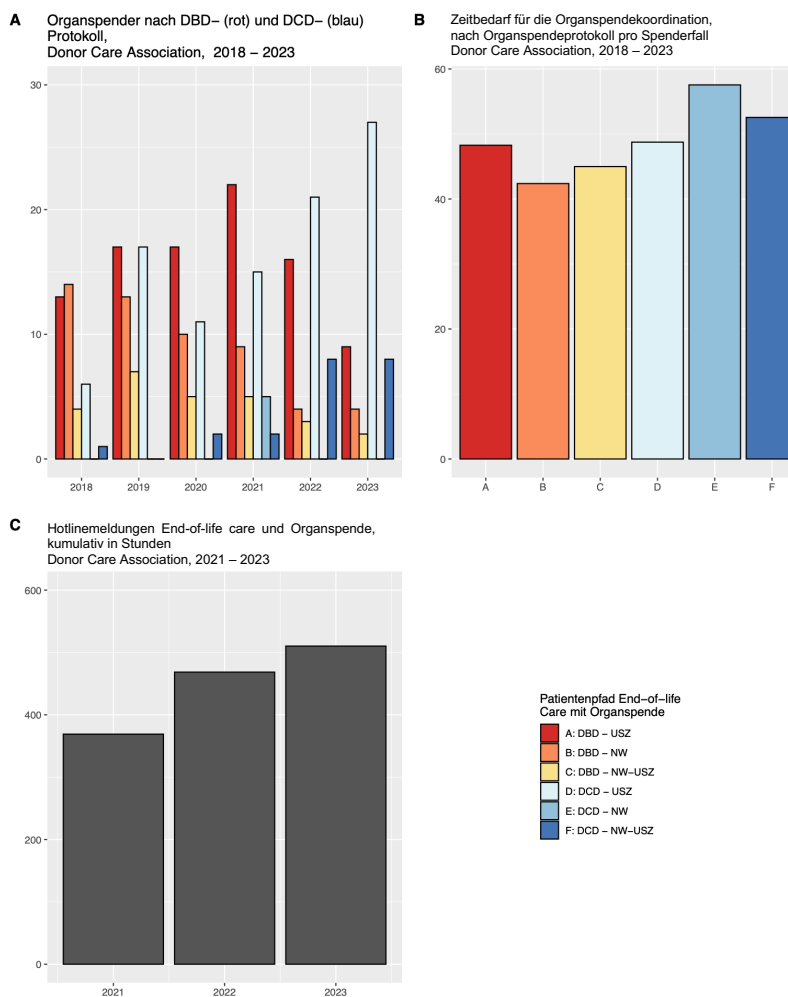 A
Organspender nach DBD– (rot) und DCD– (blau)
Protokoll,
Donor Care Association, 2018 – 2023
30
20
10
0
2018 2019 2020 2021 2022 2023
B
Zeitbedarf für die Organspendekoordination,
nach Organspendeprotokoll pro Spenderfall
Donor Care Association, 2018 – 2023
60
40
20
0
A B C D E F
C
Hotlinemeldungen End-of-life care und Organspende,
kumulativ in Stunden
Donor Care Association, 2021 – 2023
600
400
200
0
2021 2022 2023
Patientenpfad End–of–life
Care mit Organspende
A: DBD – USZ
B: DBD – NW
C: DBD – NW–USZ
D: DCD – USZ
E: DCD – NW
F: DCD – NW–USZ